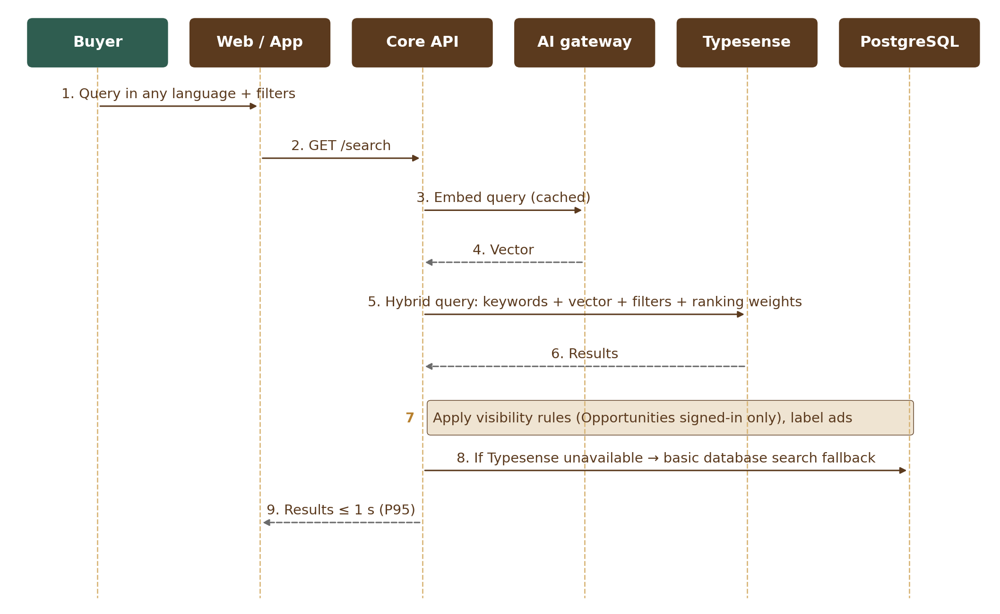 Buyer
Web / App
Core API
AI gateway
Typesense
PostgreSQL
1. Query in any language + filters
2. GET /search
3. Embed query (cached)
4. Vector
5. Hybrid query: keywords + vector + filters + ranking weights
6. Results
7 Apply visibility rules (Opportunities signed-in only), label ads
8. If Typesense unavailable → basic database search fallback
9. Results ≤ 1 s (P95)